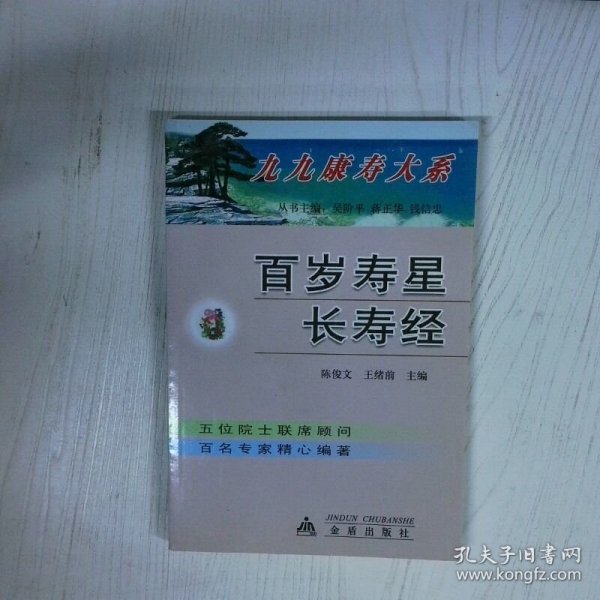 九九康寿大系
丛书主编：吴阶平 蒋正华 钱信忠
百岁寿星
长寿经
陈俊文 王绪前 主编
五位院士联席顾问
百名专家精心编著
JINDUN CHUBANSHE
金盾出版社
孔夫子旧书网
www.kongfz.com